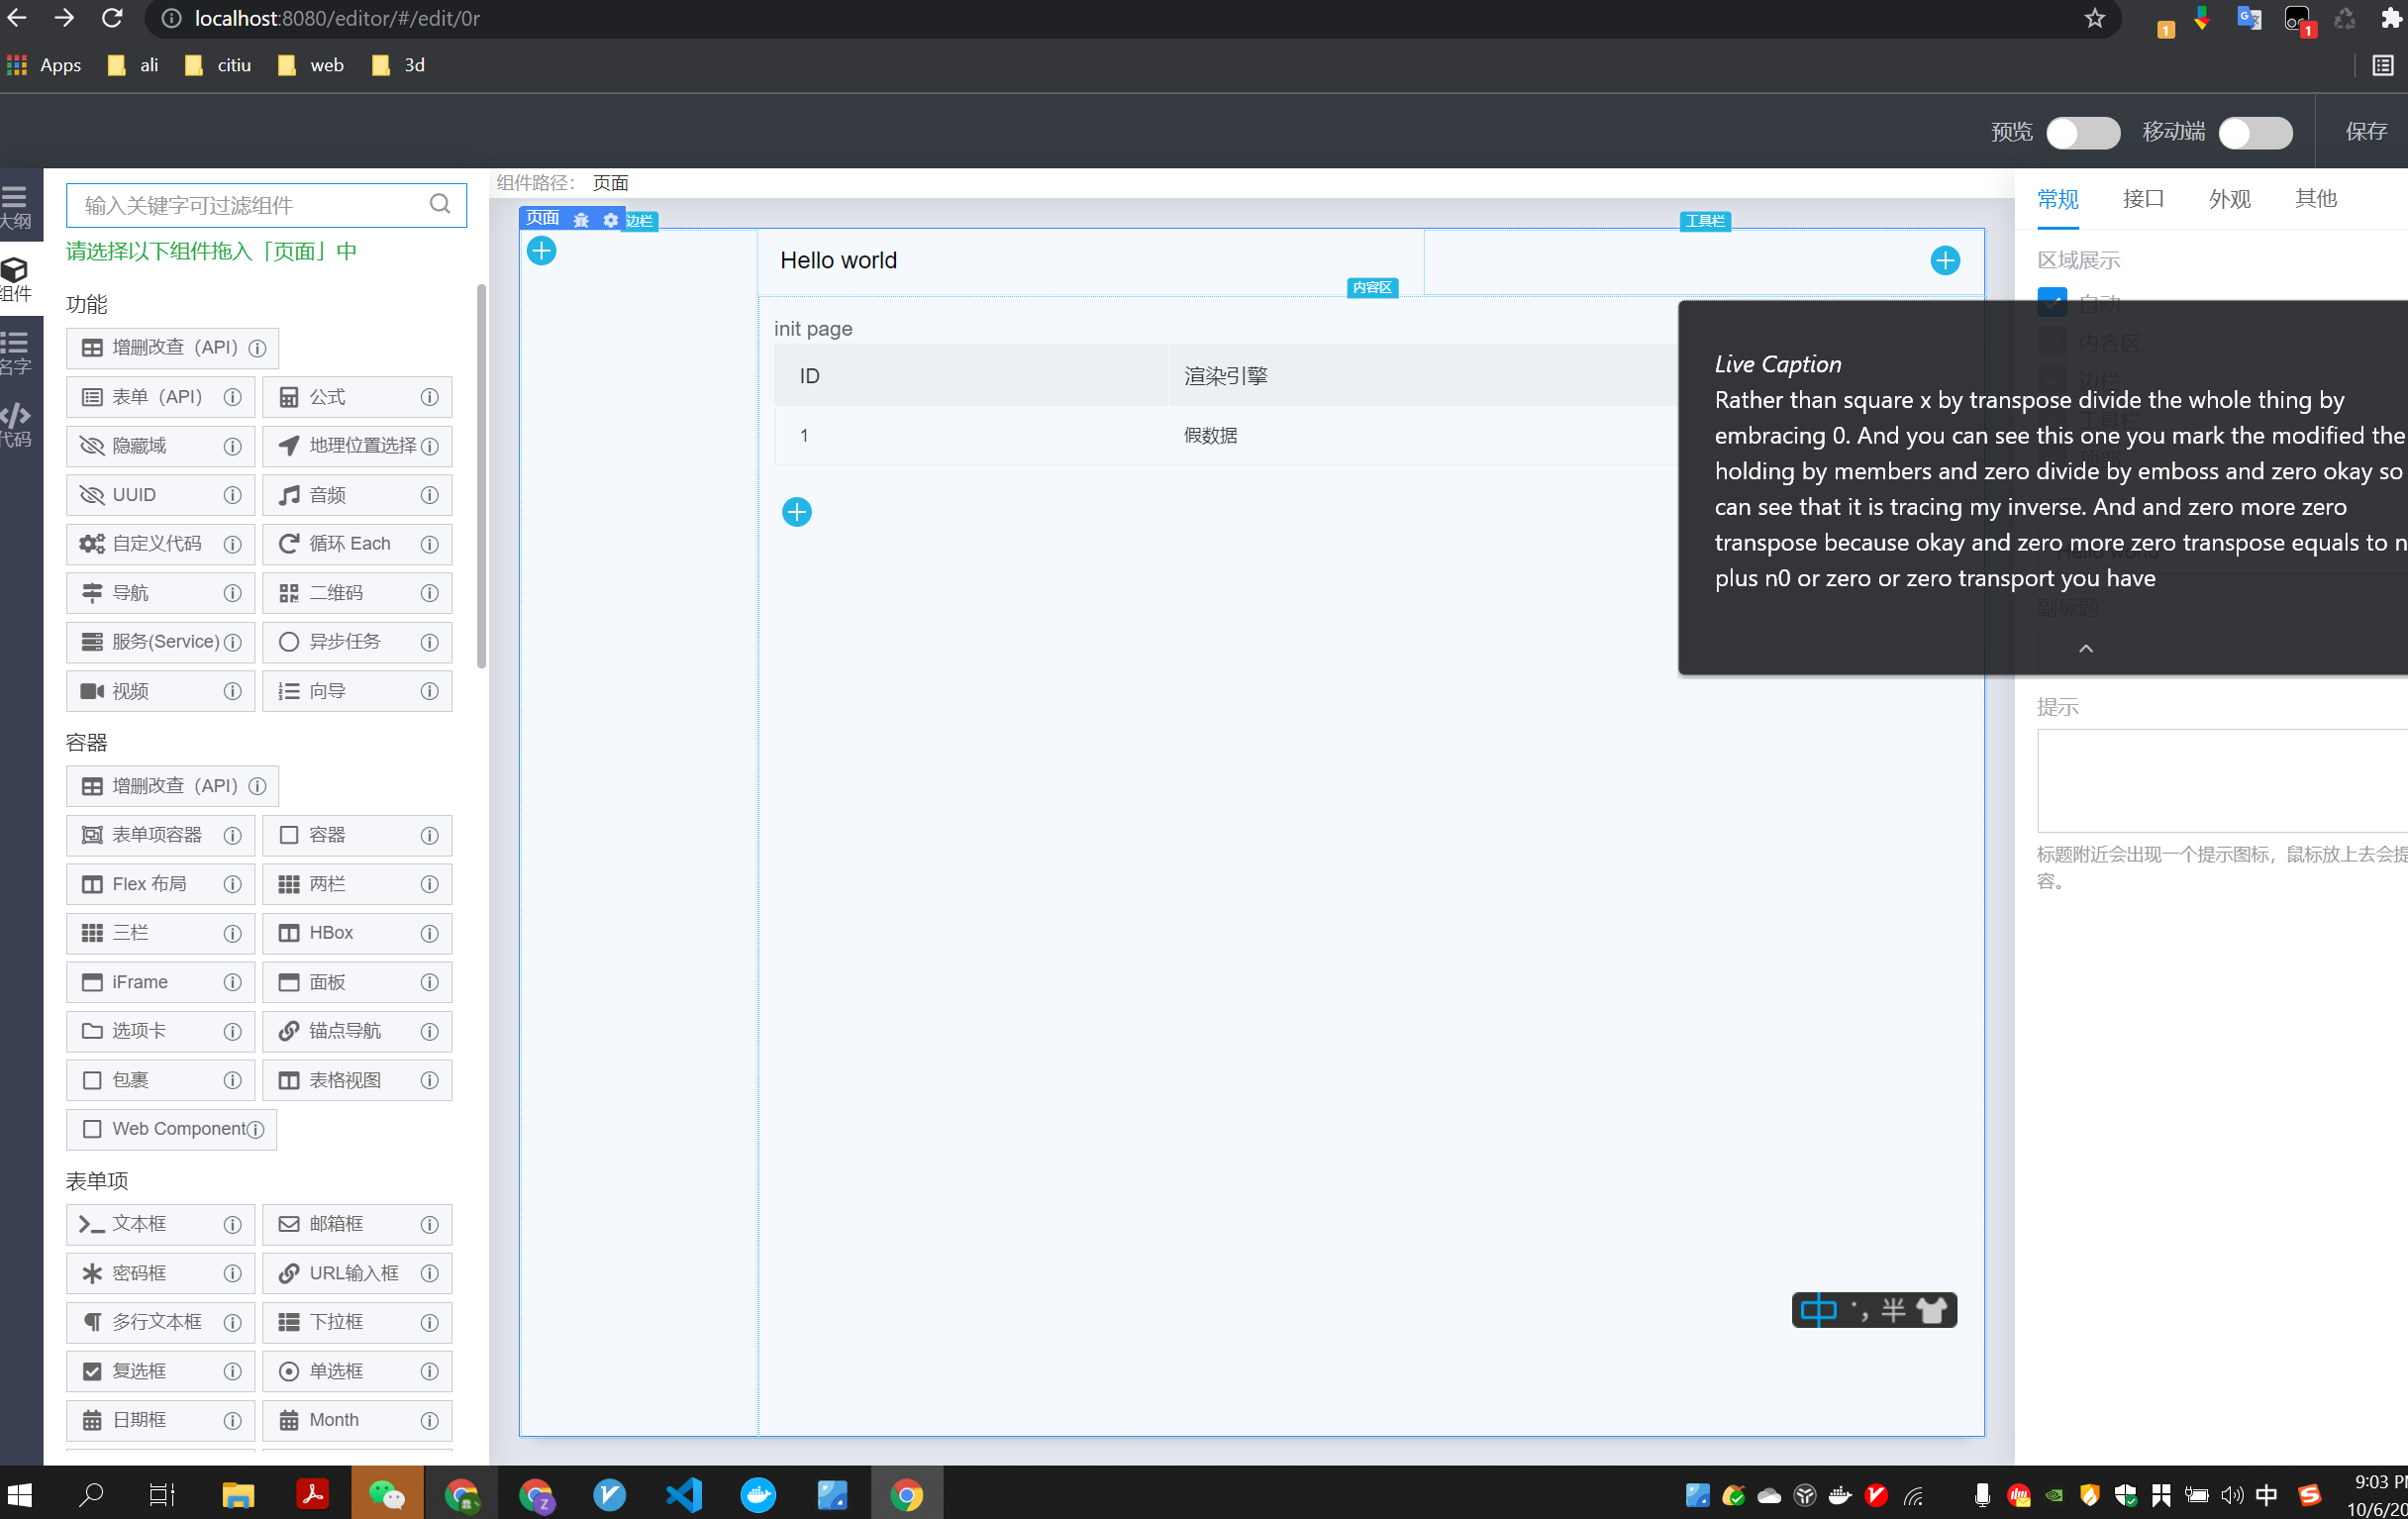 localhost:8080/editor/#/edit/0r
1
1
Apps
ali
citiu
web
3d
预览
移动端
保存
大纲
组件
名字
代码
输入关键字可过滤组件
请选择以下组件拖入「页面」中
功能
增删改查（API）
表单（API）
公式
隐藏域
地理位置选择
UUID
音频
自定义代码
循环 Each
导航
二维码
服务(Service)
异步任务
视频
向导
容器
增删改查（API）
表单项容器
容器
Flex 布局
两栏
三栏
HBox
iFrame
面板
选项卡
锚点导航
包裹
表格视图
Web Component
表单项
文本框
邮箱框
密码框
URL输入框
多行文本框
下拉框
复选框
单选框
日期框
Month
组件路径：
页面
页面
边栏
工具栏
Hello world
内容区
init page
ID
渲染引擎
1
假数据
常规
接口
外观
其他
区域展示
自动
内容区
边栏
Live Caption
Rather than square x by transpose divide the whole thing by
embracing 0. And you can see this one you mark the modified the
holding by members and zero divide by emboss and zero okay so
can see that it is tracing my inverse. And and zero more zero
transpose because okay and zero more zero transpose equals to n
plus n0 or zero or zero transport you have
副标题
提示
标题附近会出现一个提示图标，鼠标放上去会提
容。
中 半
中
9:03 P
10/6/20